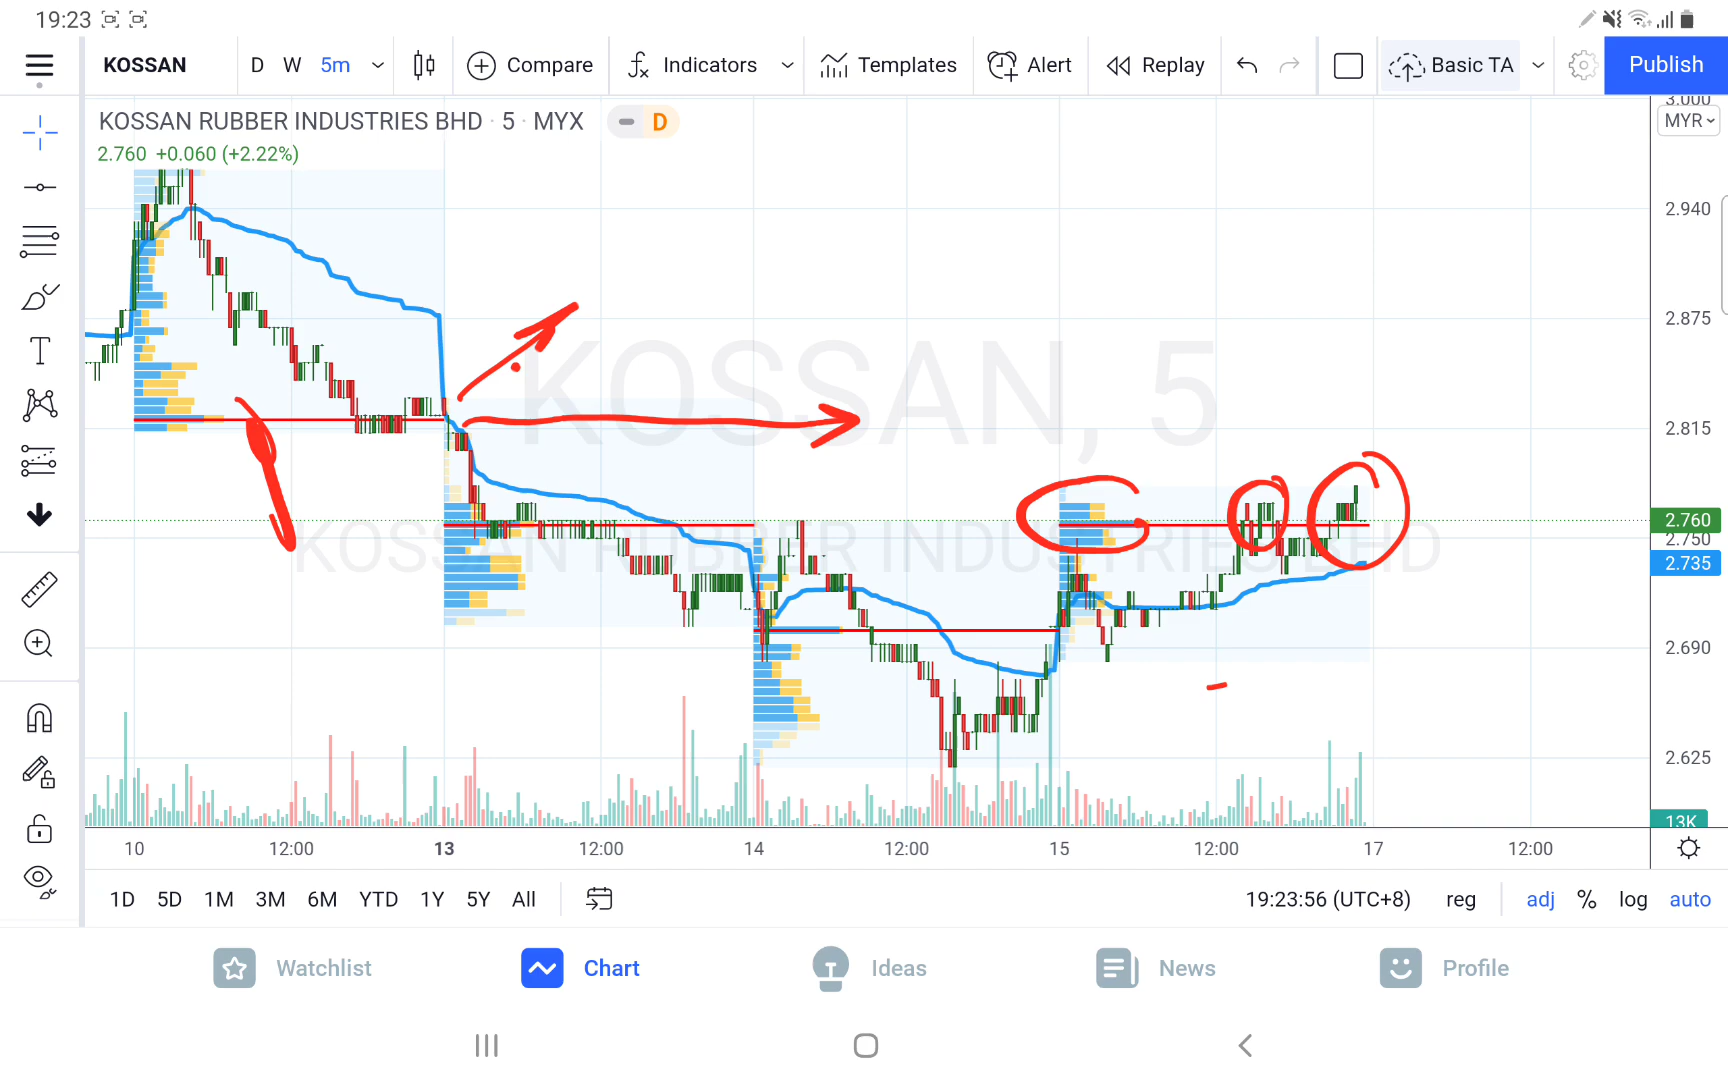 19:23
KOSSAN D W 5m Compare Indicators Templates Alert Replay Basic TA Publish
KOSSAN RUBBER INDUSTRIES BHD · 5 · MYX D
2.760 +0.060 (+2.22%)
3.000
MYR
2.940
2.875
2.815
2.760
2.750
2.735
2.690
2.625
13K
KOSSAN, 5
KOSSAN RUBBER INDUSTRIES BHD
10 12:00 13 12:00 14 12:00 15 12:00 17 12:00
1D 5D 1M 3M 6M YTD 1Y 5Y All 19:23:56 (UTC+8) reg adj % log auto
Watchlist Chart Ideas News Profile